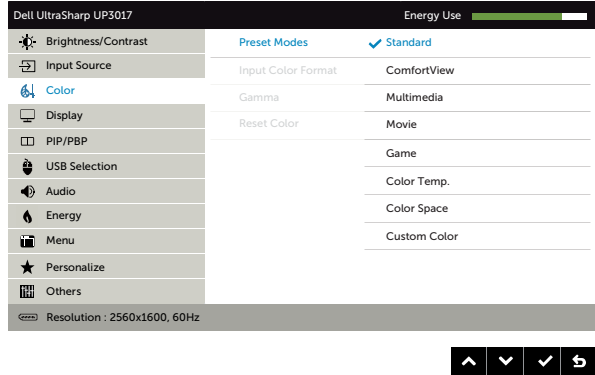 Dell UltraSharp UP3017 Energy Use
Brightness/Contrast Preset Modes Standard
Input Source Input Color Format ComfortView
Color Gamma Multimedia
Display Reset Color Movie
PIP/PBP Game
USB Selection Color Temp.
Audio Color Space
Energy Custom Color
Menu
Personalize
Others
Resolution : 2560x1600, 60Hz